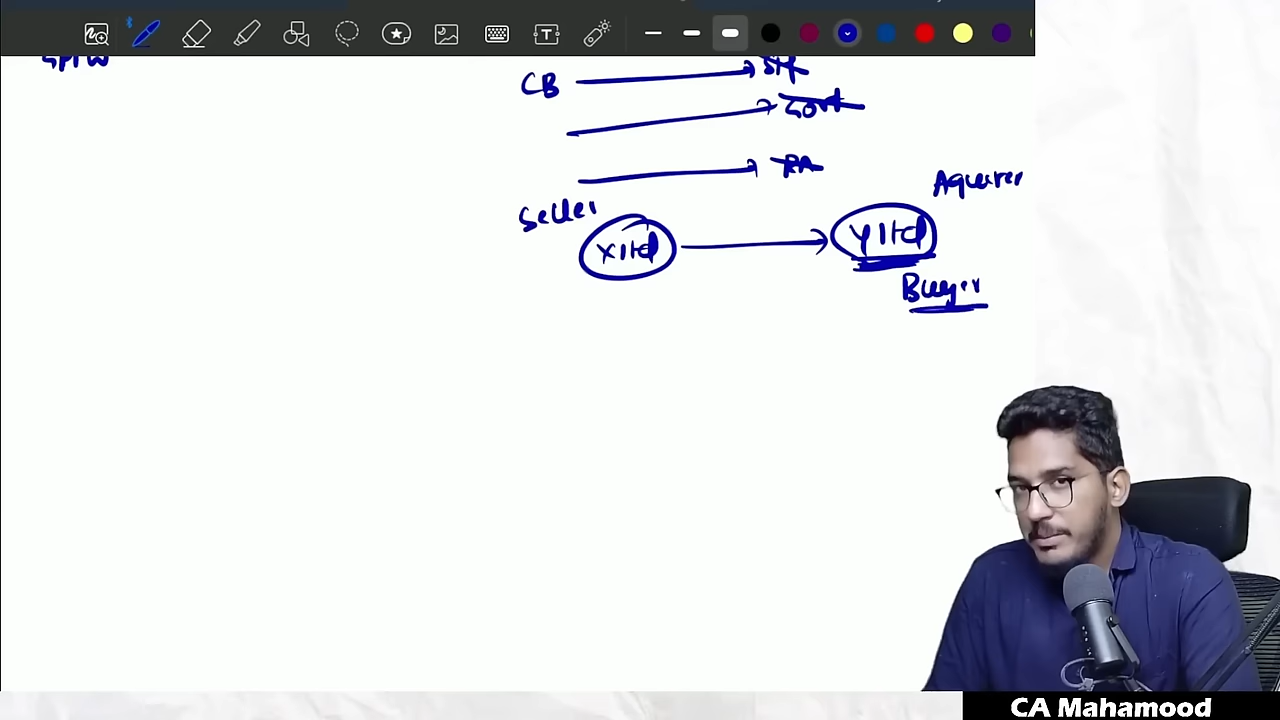 CB
Seller
X ltd
Y ltd
Aquirer
Buyer
T
CA Mahamood